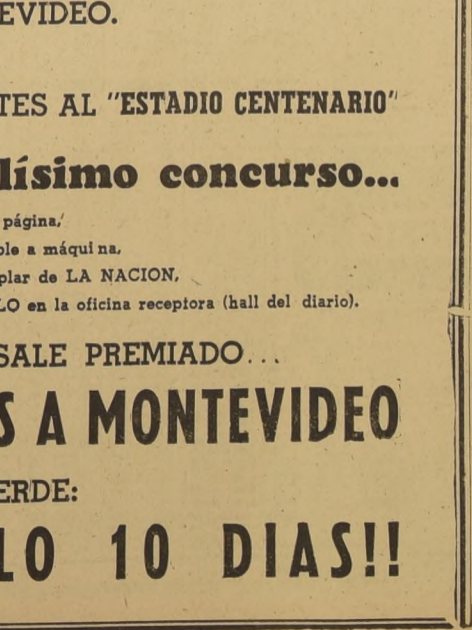 EVIDEO.
TES AL "ESTADIO CENTENARIO"
lísimo concurso...
página,
ble a máquina,
plar de LA NACION,
LO en la oficina receptora (hall del diario).
SALE PREMIADO...
S A MONTEVIDEO
ERDE:
LO 10 DIAS!!